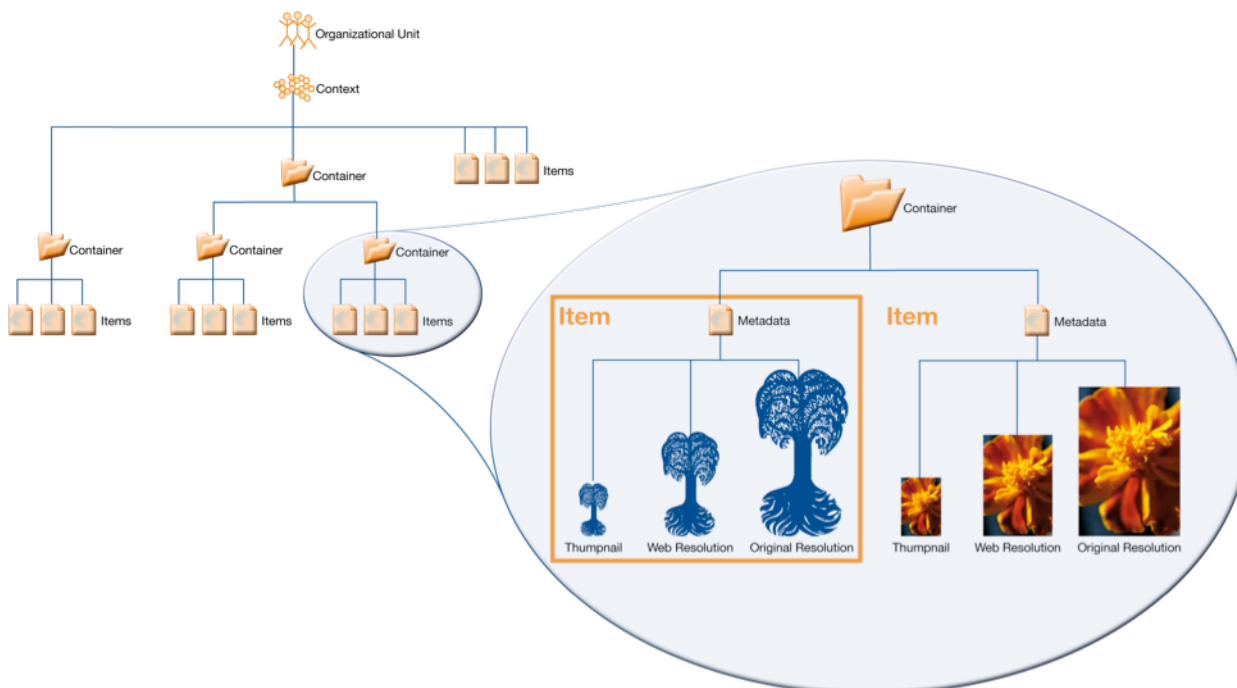 Organizational Unit
Context
Container
Items
Container
Container
Container
Items
Items
Items
Container
Item
Metadata
Item
Metadata
Thumpnail
Web Resolution
Original Resolution
Thumpnail
Web Resolution
Original Resolution